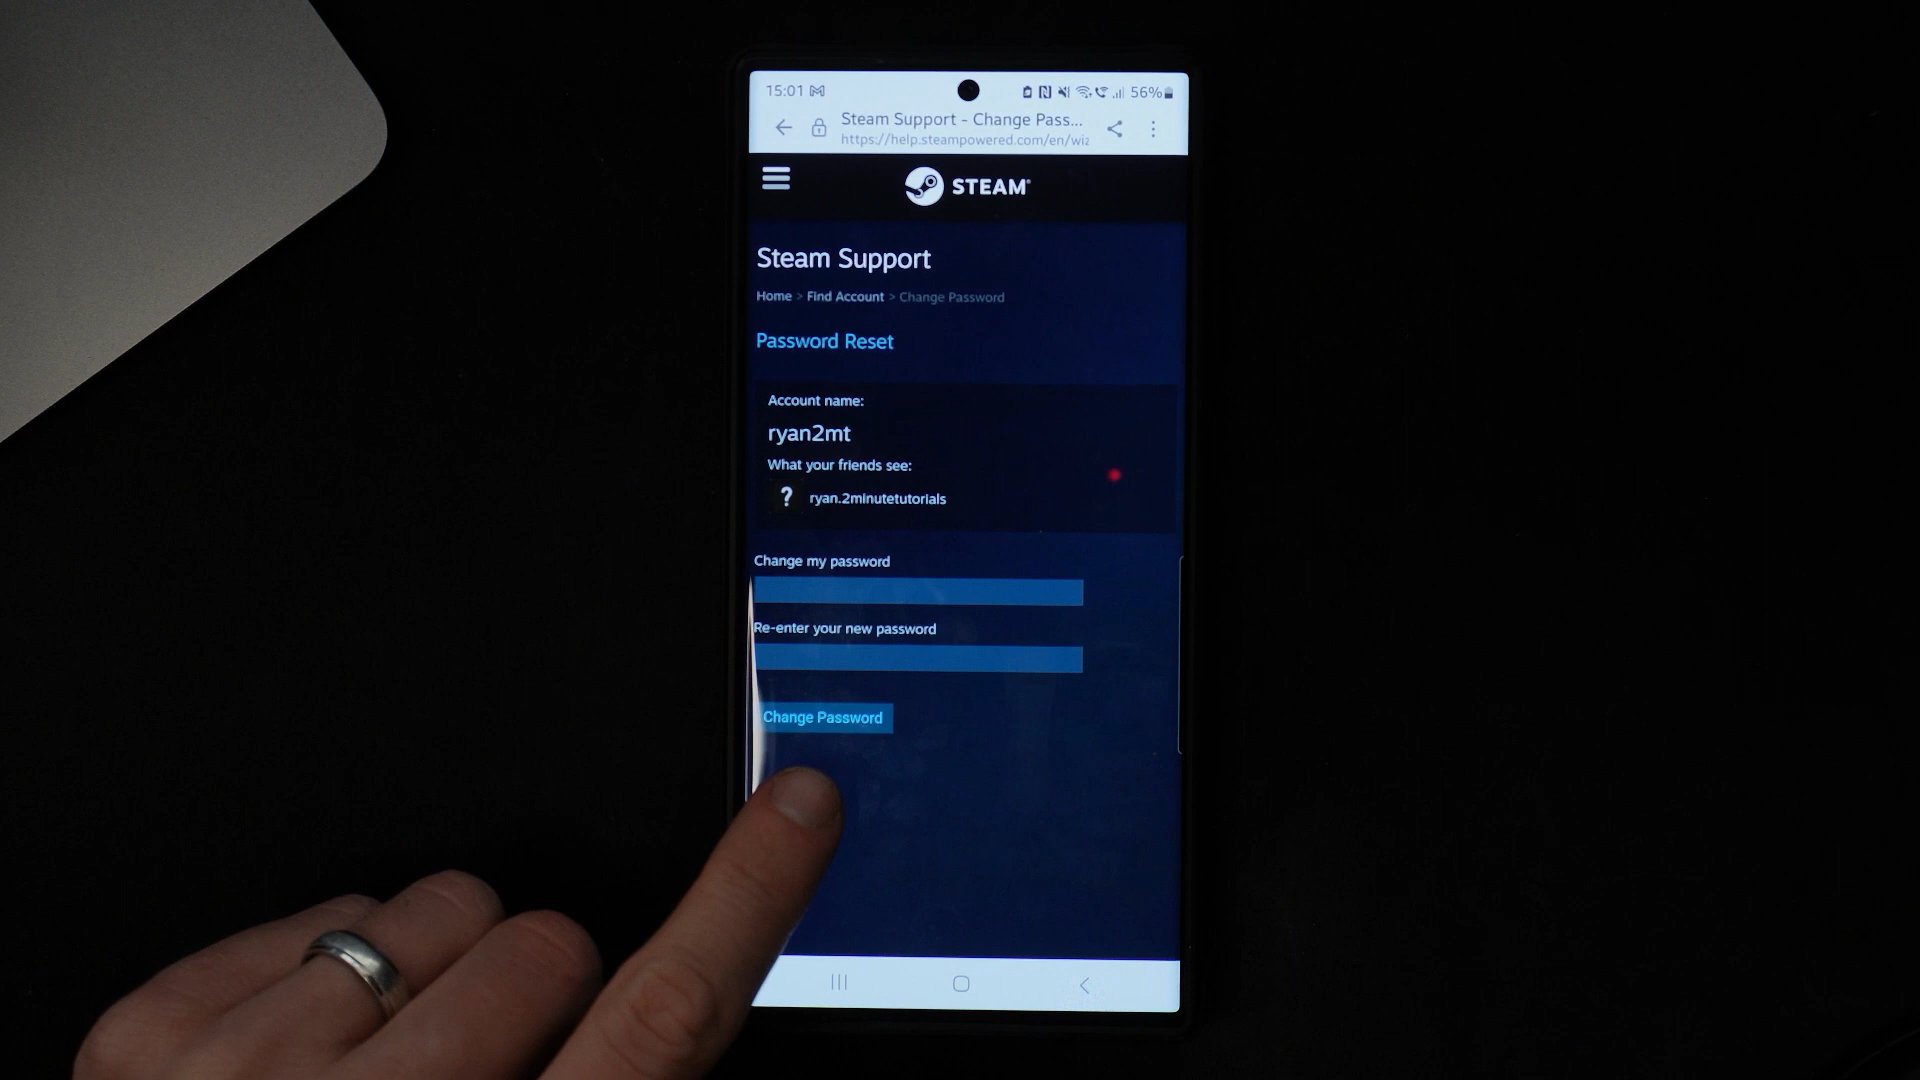 15:01
56%
Steam Support - Change Pass...
https://help.steampowered.com/en/wiz
STEAM®
Steam Support
Home > Find Account > Change Password
Password Reset
Account name:
ryan2mt
What your friends see:
? ryan.2minutetutorials
Change my password
Re-enter your new password
Change Password